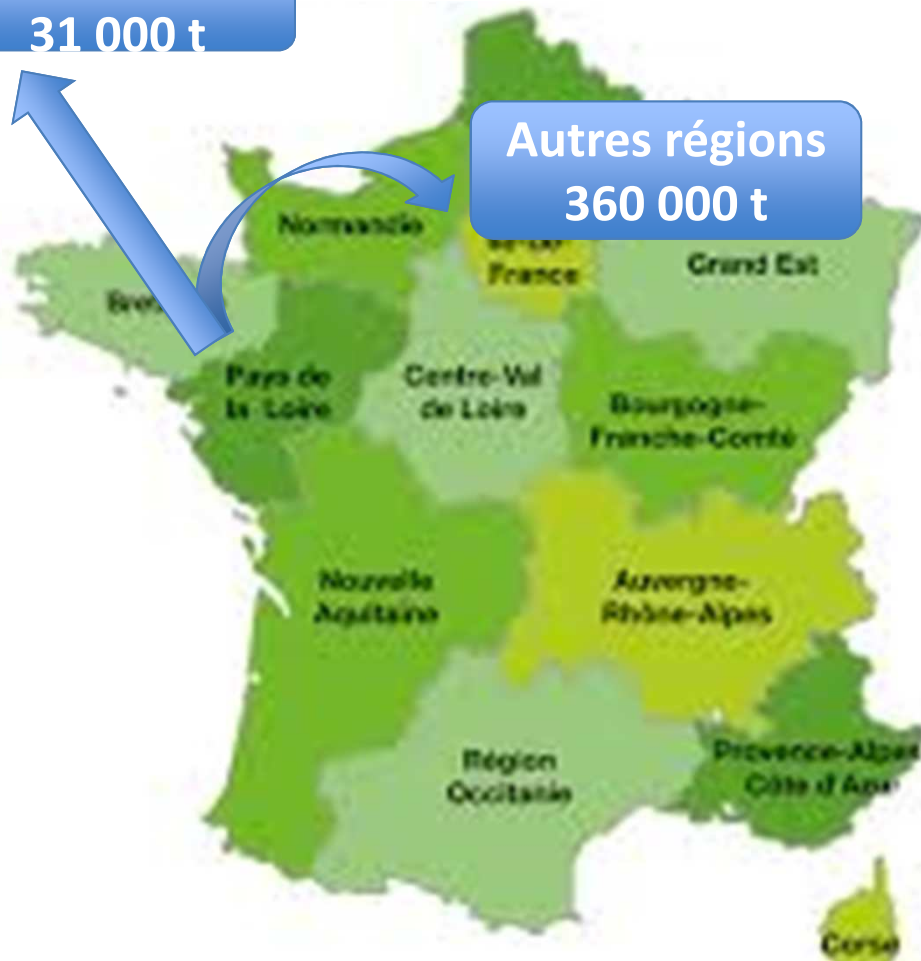 31 000 t
Autres régions
360 000 t
Normandie
France
Grand Est
Pays de
la Loire
Centre-Val
de Loire
Bourgogne-
Franche-Comté
Nouvelle
Aquitaine
Auvergne-
Rhône-Alpes
Région
Occitanie
Provence-Alpes
Côte d'Azur
Corse